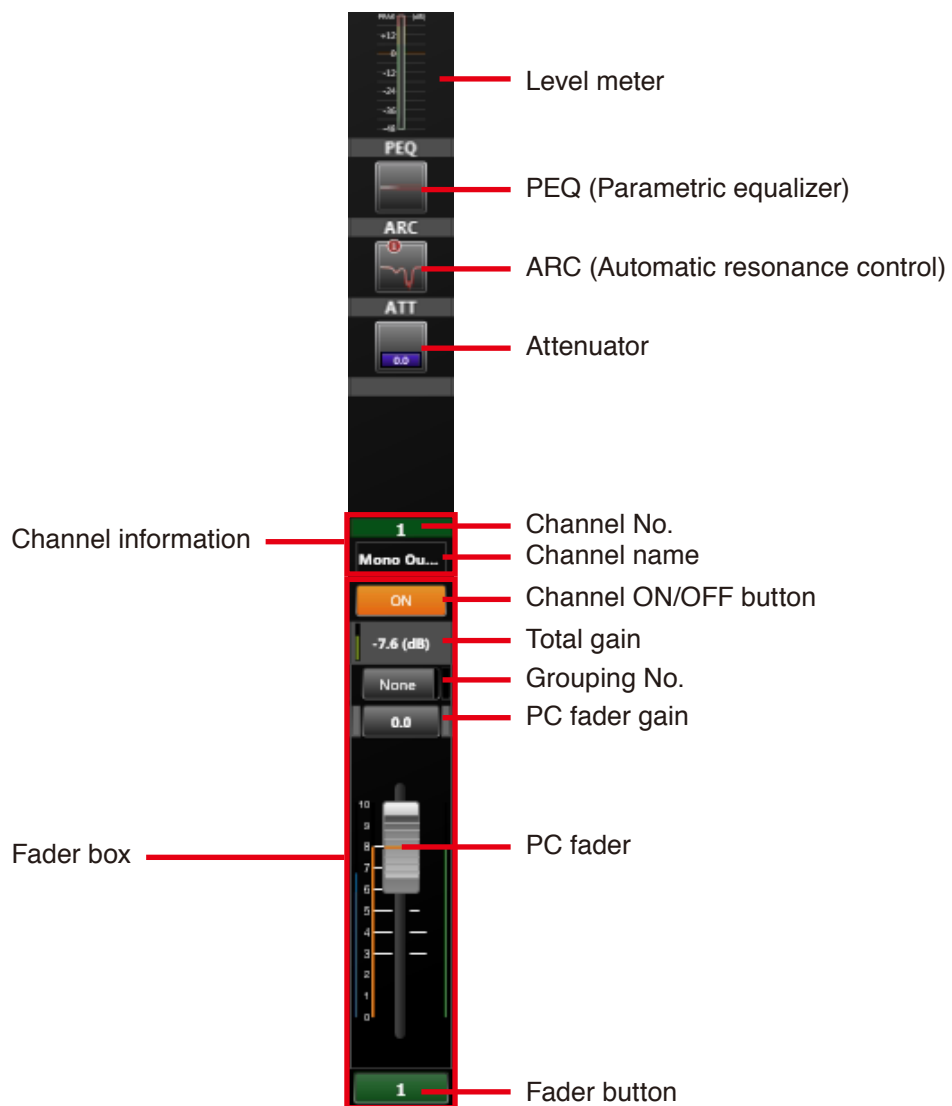 PEAK (dB)
+12
0
-12
-24
-36
-48
Level meter
PEQ
PEQ (Parametric equalizer)
ARC
1
ARC (Automatic resonance control)
ATT
0.0
Attenuator
Channel information
1
Channel No.
Mono Ou...
Channel name
ON
Channel ON/OFF button
-7.6 (dB)
Total gain
None
Grouping No.
0.0
PC fader gain
10
9
8
7
6
5
4
3
2
1
0
Fader box
PC fader
1
Fader button